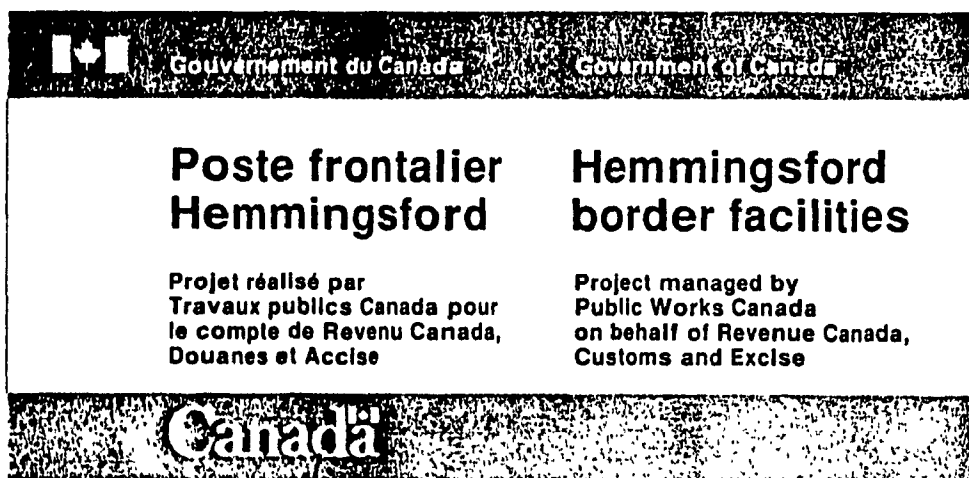 Gouvernement du Canada
Government of Canada
Poste frontalier
Hemmingsford
Hemmingsford
border facilities
Projet réalisé par
Travaux publics Canada pour
le compte de Revenu Canada,
Douanes et Accise
Project managed by
Public Works Canada
on behalf of Revenue Canada,
Customs and Excise
Canada